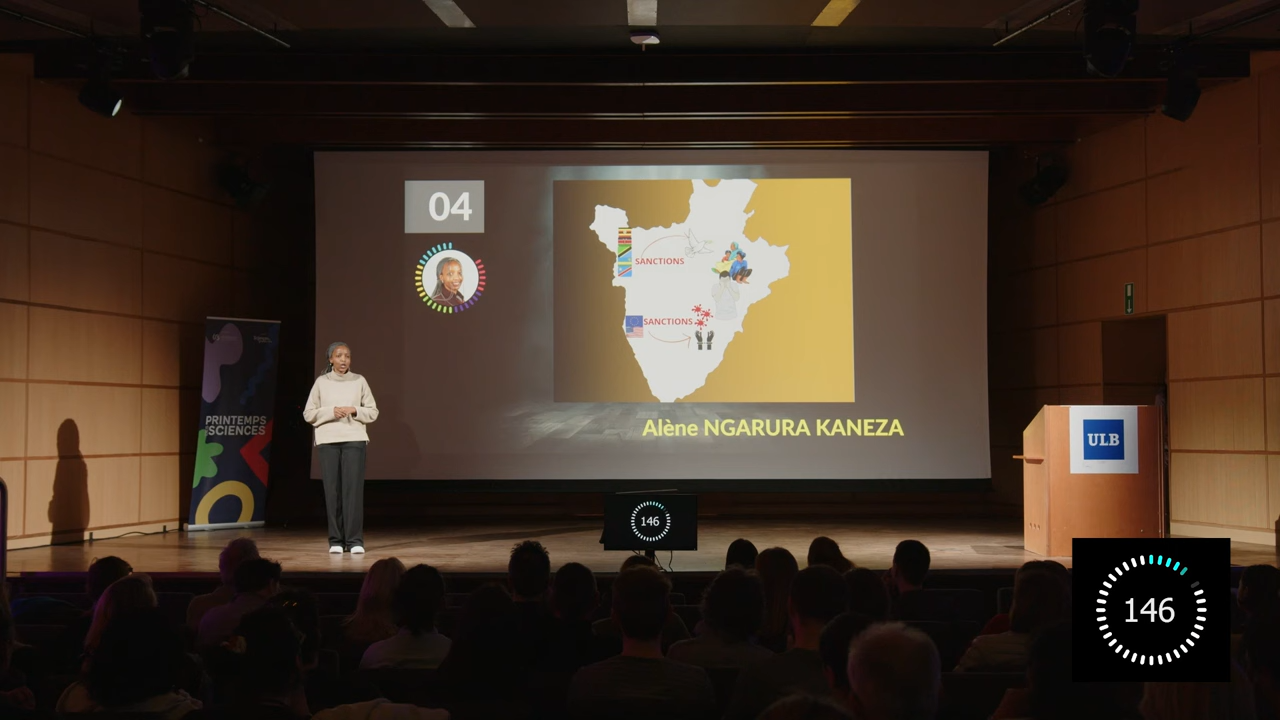 04
SANCTIONS
SANCTIONS
Alène NGARURA KANEZA
PRINTEMPS
SCIENCES
ULB
146
146